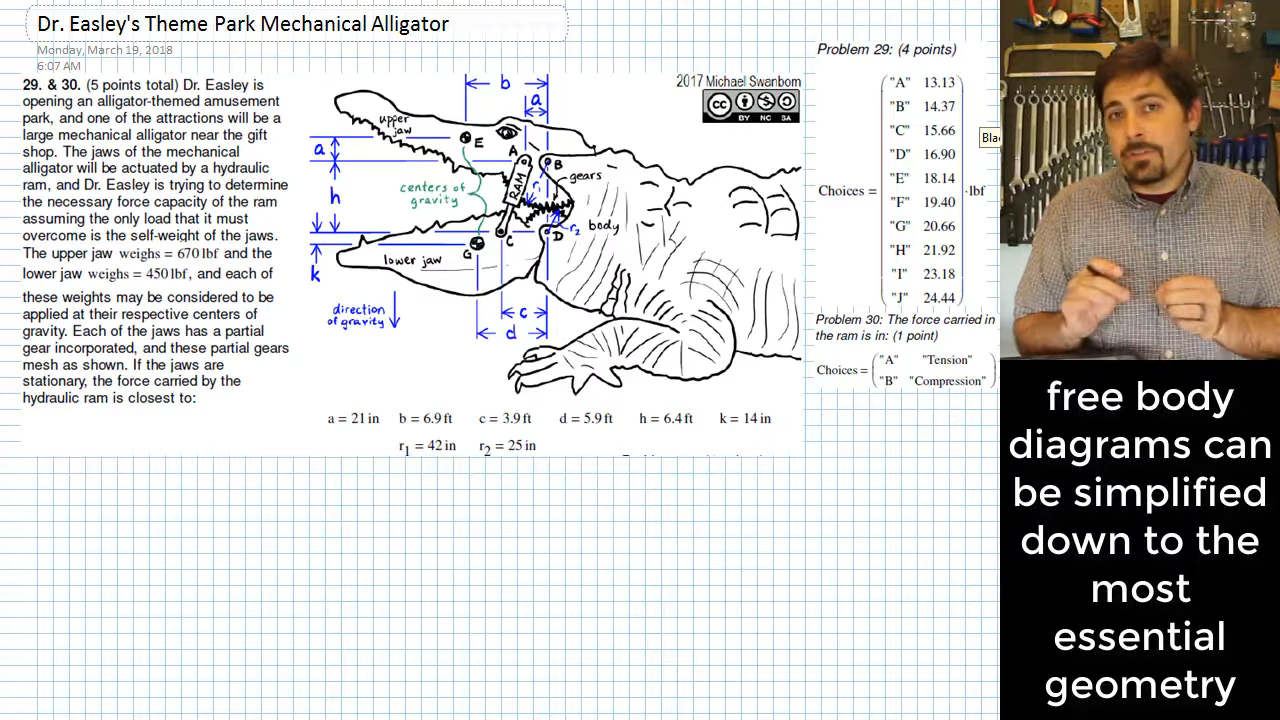 Dr. Easley's Theme Park Mechanical Alligator
Monday, March 19, 2018
6:07 AM
29. & 30. (5 points total) Dr. Easley is
opening an alligator-themed amusement
park, and one of the attractions will be a
large mechanical alligator near the gift
shop. The jaws of the mechanical
alligator will be actuated by a hydraulic
ram, and Dr. Easley is trying to determine
the necessary force capacity of the ram
assuming the only load that it must
overcome is the self-weight of the jaws.
The upper jaw weighs = 670 lbf and the
lower jaw weighs = 450 lbf, and each of
these weights may be considered to be
applied at their respective centers of
gravity. Each of the jaws has a partial
gear incorporated, and these partial gears
mesh as shown. If the jaws are
stationary, the force carried by the
hydraulic ram is closest to:
2017 Michael Swanbom
CC BY NC SA
b
a
upper
jaw
E
A
B
a
h
k
centers of
gravity
RAM
r1
gears
r2
body
C
D
G
lower jaw
direction
of gravity
c
d
a = 21 in b = 6.9 ft c = 3.9 ft d = 5.9 ft h = 6.4 ft k = 14 in
r1 = 42 in r2 = 25 in
Problem 29: (4 points)
"A" 13.13
"B" 14.37
"C" 15.66
"D" 16.90
Choices = "E" 18.14 ·lbf
"F" 19.40
"G" 20.66
"H" 21.92
"I" 23.18
"J" 24.44
Problem 30: The force carried in
the ram is in: (1 point)
Choices = "A" "Tension"
"B" "Compression"
Blac
free body
diagrams can
be simplified
down to the
most
essential
geometry